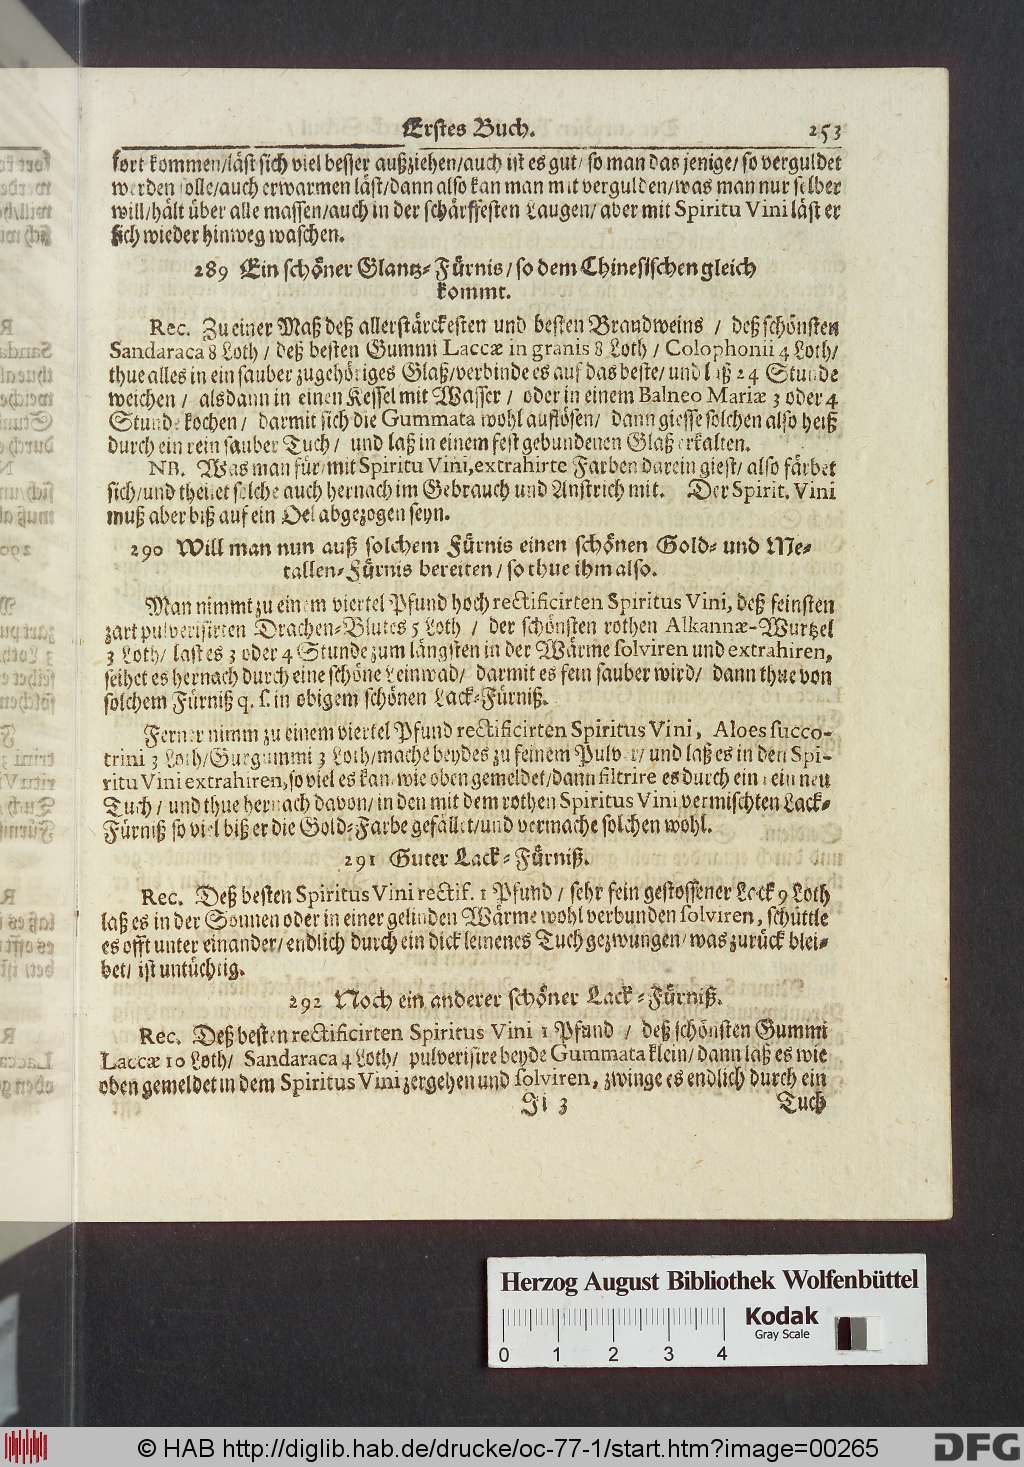 Erstes Buch. 253
fort kommen/läst sich viel besser außziehen/auch ist es gut/ so man das jenige/ so verguldet
werden solle/auch erwarmen läst/dann also kan man mit vergulden/was man nur selber
will/hält über alle massen/auch in der schärffesten Laugen/ aber mit Spiritu Vini läst er
sich wieder hinweg waschen.
289 Ein schöner Glantz-Fürnis/ so dem Chinesischen gleich
kommt.
Rec. Zu einer Maß deß allerstärckesten und besten Brandweins / deß schönsten
Sandaraca 8 Loth/ deß besten Gummi Laccæ in granis 8 Loth / Colophonii 4 Loth/
thue alles in ein sauber zugehöriges Glaß/verbinde es auf das beste/ und laß 24 Stunde
weichen / alsdann in einen Kessel mit Wasser / oder in einem Balneo Mariæ 3 oder 4
Stunde kochen / darmit sich die Gummata wohl auflösen/ dann giesse solchen also heiß
durch ein rein sauber Tuch/ und laß in einem fest gebundenen Glaß erkalten.
NB. Was man für mit Spiritu Vini, extrahirte Farben darein giest/ also färbet
sich/und theilet solche auch hernach im Gebrauch und Anstrich mit. Der Spirit. Vini
muß aber biß auf ein Oel abgezogen seyn.
290 Will man nun auß solchem Fürnis einen schönen Gold- und Me-
tallen-Fürnis bereiten/ so thue ihm also.
Man nimmt zu einem viertel Pfund hoch rectificirten Spiritus Vini, deß feinsten
zart pulverisirten Drachen-Blutes 5 Loth / der schönsten rothen Alkannæ-Wurtzel
3 Loth/ last es 3 oder 4 Stunde zum längsten in der Wärme solviren und extrahiren,
seihet es hernach durch eine schöne Leinwad/ darmit es fein sauber wird/ dann thue von
solchem Fürniß q. s. in obigem schönen Lack-Fürniß.
Ferner nimm zu einem viertel Pfund rectificirten Spiritus Vini, Aloes succo-
trini 3 Loth/Gurgummi 3 Loth/mache beydes zu feinem Pulver/ und laß es in den Spi-
ritu Vini extrahiren, so viel es kan/wie oben gemeldet/dann filtrire es durch ein rein neu
Tuch/ und thue hernach davon/ in den mit dem rothen Spiritus Vini vermischten Lack-
Fürniß so viel biß er die Gold-Farbe gefället/und vermache solchen wohl.
291 Guter Lack-Fürniß.
Rec. Deß besten Spiritus Vini rectif. 1 Pfund / sehr fein gestossener Lack 9 Loth
laß es in der Sonnen oder in einer gelinden Wärme wohl verbunden solviren, schüttle
es offt unter einander/ endlich durch ein dick leinenes Tuch gezwungen/ was zurück blei-
bet/ ist untüchtig.
292 Noch ein anderer schöner Lack-Fürniß.
Rec. Deß besten rectificirten Spiritus Vini 1 Pfund / deß schönsten Gummi
Laccæ 10 Loth/ Sandaraca 4 Loth/ pulverisire beyde Gummata klein/ dann laß es wie
oben gemeldet in dem Spiritus Vini zergehen und solviren, zwinge es endlich durch ein
Ji 3 Tuch
Herzog August Bibliothek Wolfenbüttel
Kodak
Gray Scale
0 1 2 3 4
© HAB http://diglib.hab.de/drucke/oc-77-1/start.htm?image=00265
DFG